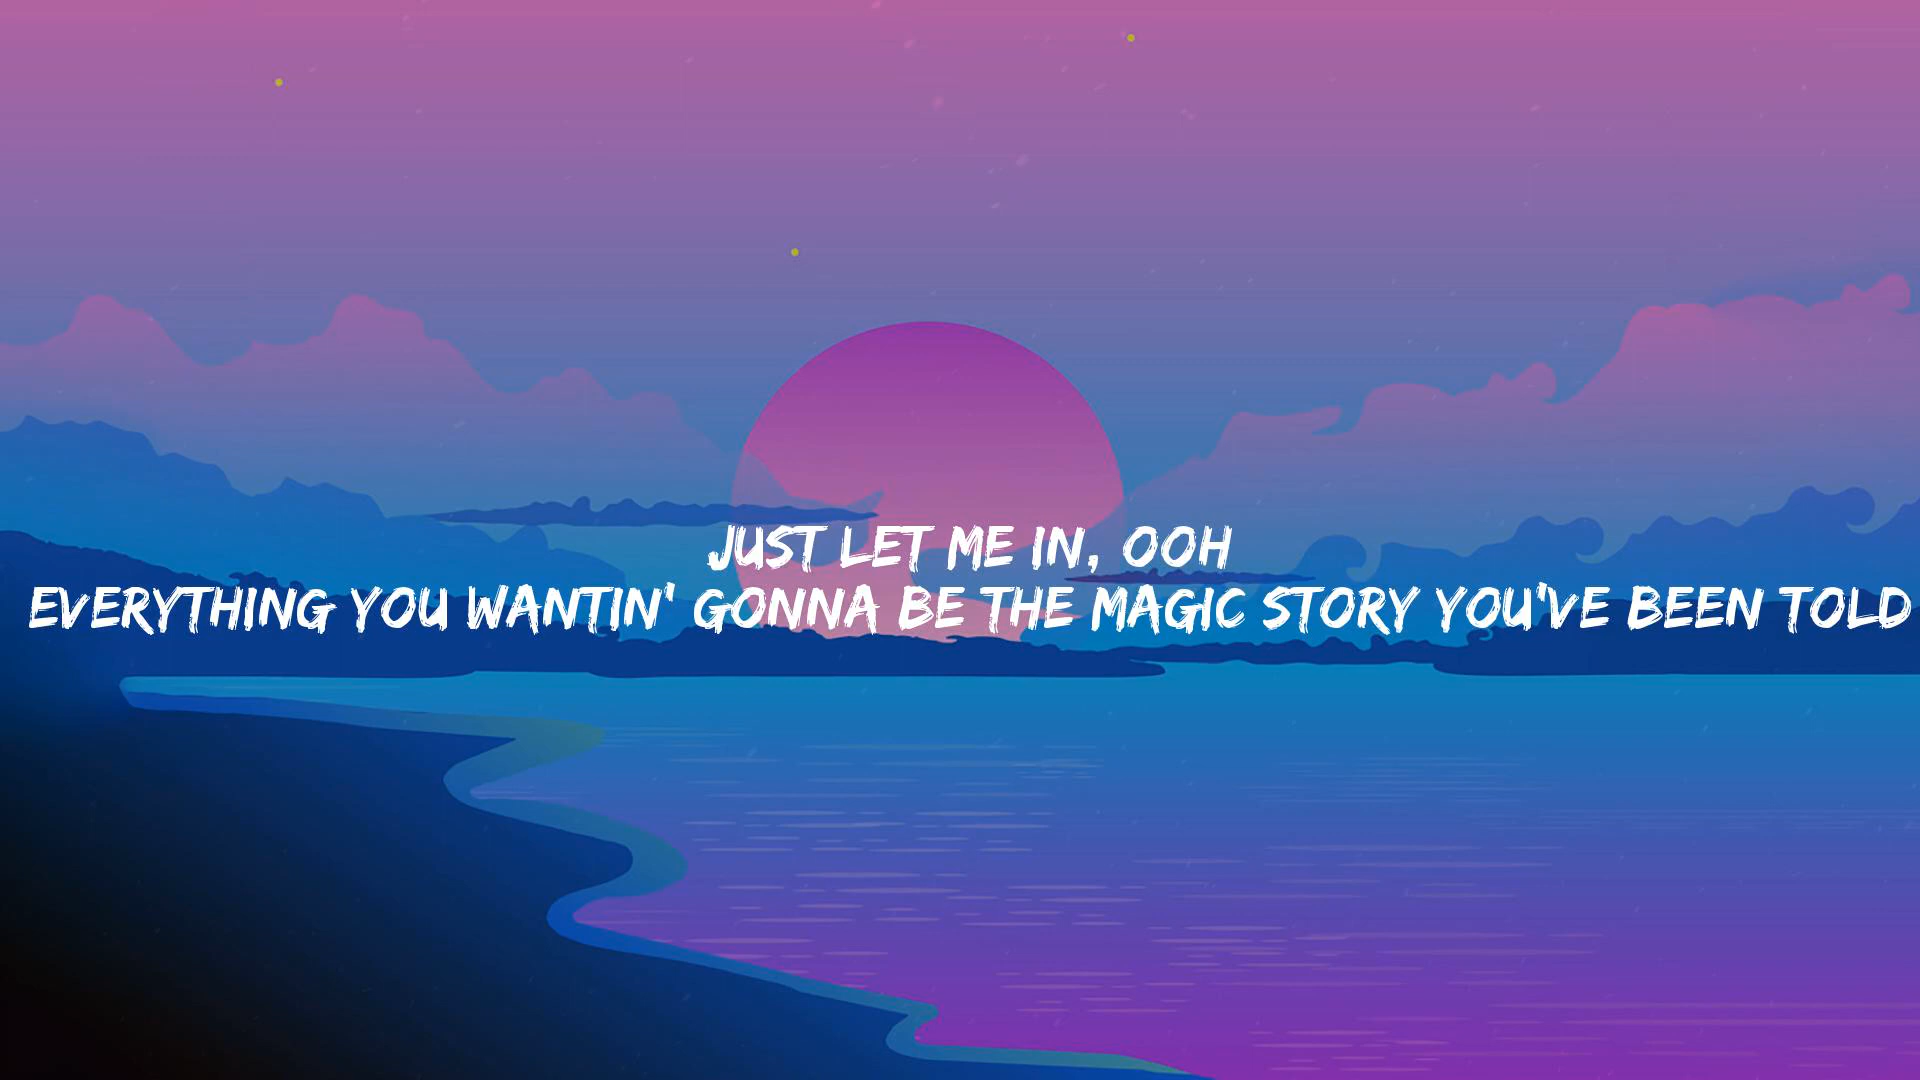 JUST LET ME IN, OOH
EVERYTHING YOU WANTIN' GONNA BE THE MAGIC STORY YOU'VE BEEN TOLD